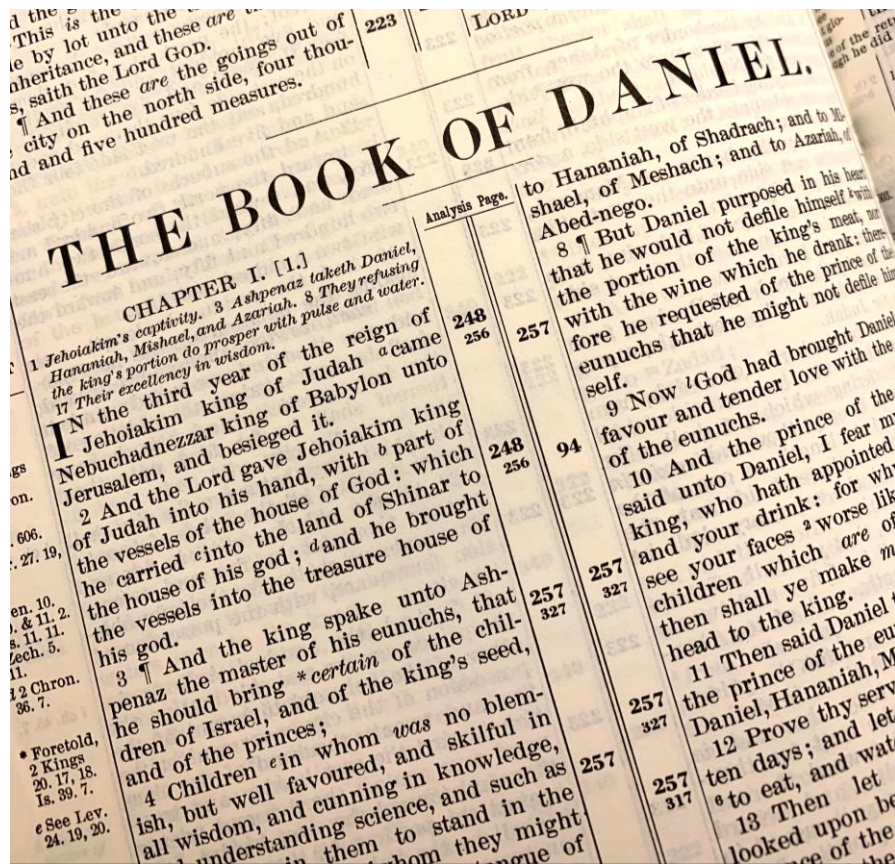 This is
le by lot unto the
nheritance, and these are
s, saith the Lord GOD.
¶ And these are the goings out of
city on the north side, four thou-
nd and five hundred measures.
223
LORD
THE BOOK OF DANIEL.
CHAPTER I. [1.]
1 Jehoiakim's captivity. 3 Ashpenaz taketh Daniel,
Hananiah, Mishael, and Azariah. 8 They refusing
the king's portion do prosper with pulse and water.
17 Their excellency in wisdom.
IN the third year of the reign of
Jehoiakim king of Judah a came
Nebuchadnezzar king of Babylon unto
Jerusalem, and besieged it.
2 And the Lord gave Jehoiakim king
of Judah into his hand, with b part of
the vessels of the house of God: which
he carried c into the land of Shinar to
the house of his god; d and he brought
the vessels into the treasure house of
his god.
3 ¶ And the king spake unto Ash-
penaz the master of his eunuchs, that
he should bring * certain of the chil-
dren of Israel, and of the king's seed,
and of the princes;
4 Children e in whom was no blem-
ish, but well favoured, and skilful in
all wisdom, and cunning in knowledge,
understanding science, and such as
in them to stand in the
whom they might
tongue of
606.
27. 19,
en. 10.
& 11. 2.
s. 11. 11.
Zech. 5.
11.
2 Chron.
36. 7.
* Foretold,
2 Kings
20. 17, 18.
Is. 39. 7.
e See Lev.
24. 19, 20.
Analysis Page.
248
256
248
256
257
327
257
257
94
257
327
257
327
257
317
to Hananiah, of Shadrach; and to Mi-
shael, of Meshach; and to Azariah, of
Abed-nego.
8 ¶ But Daniel purposed in his heart
that he would not defile himself k with
the portion of the king's meat, nor
with the wine which he drank: there-
fore he requested of the prince of the
eunuchs that he might not defile him
self.
9 Now l God had brought Daniel
favour and tender love with the
of the eunuchs.
10 And the prince of the
said unto Daniel, I fear m
king, who hath appointed
and your drink: for wh
see your faces 2 worse li
children which are of
then shall ye make m
head to the king.
11 Then said Daniel t
the prince of the eu
Daniel, Hananiah, M
12 Prove thy serv
ten days; and le
6 to eat, and wat
13 Then let
looked upon be
of the